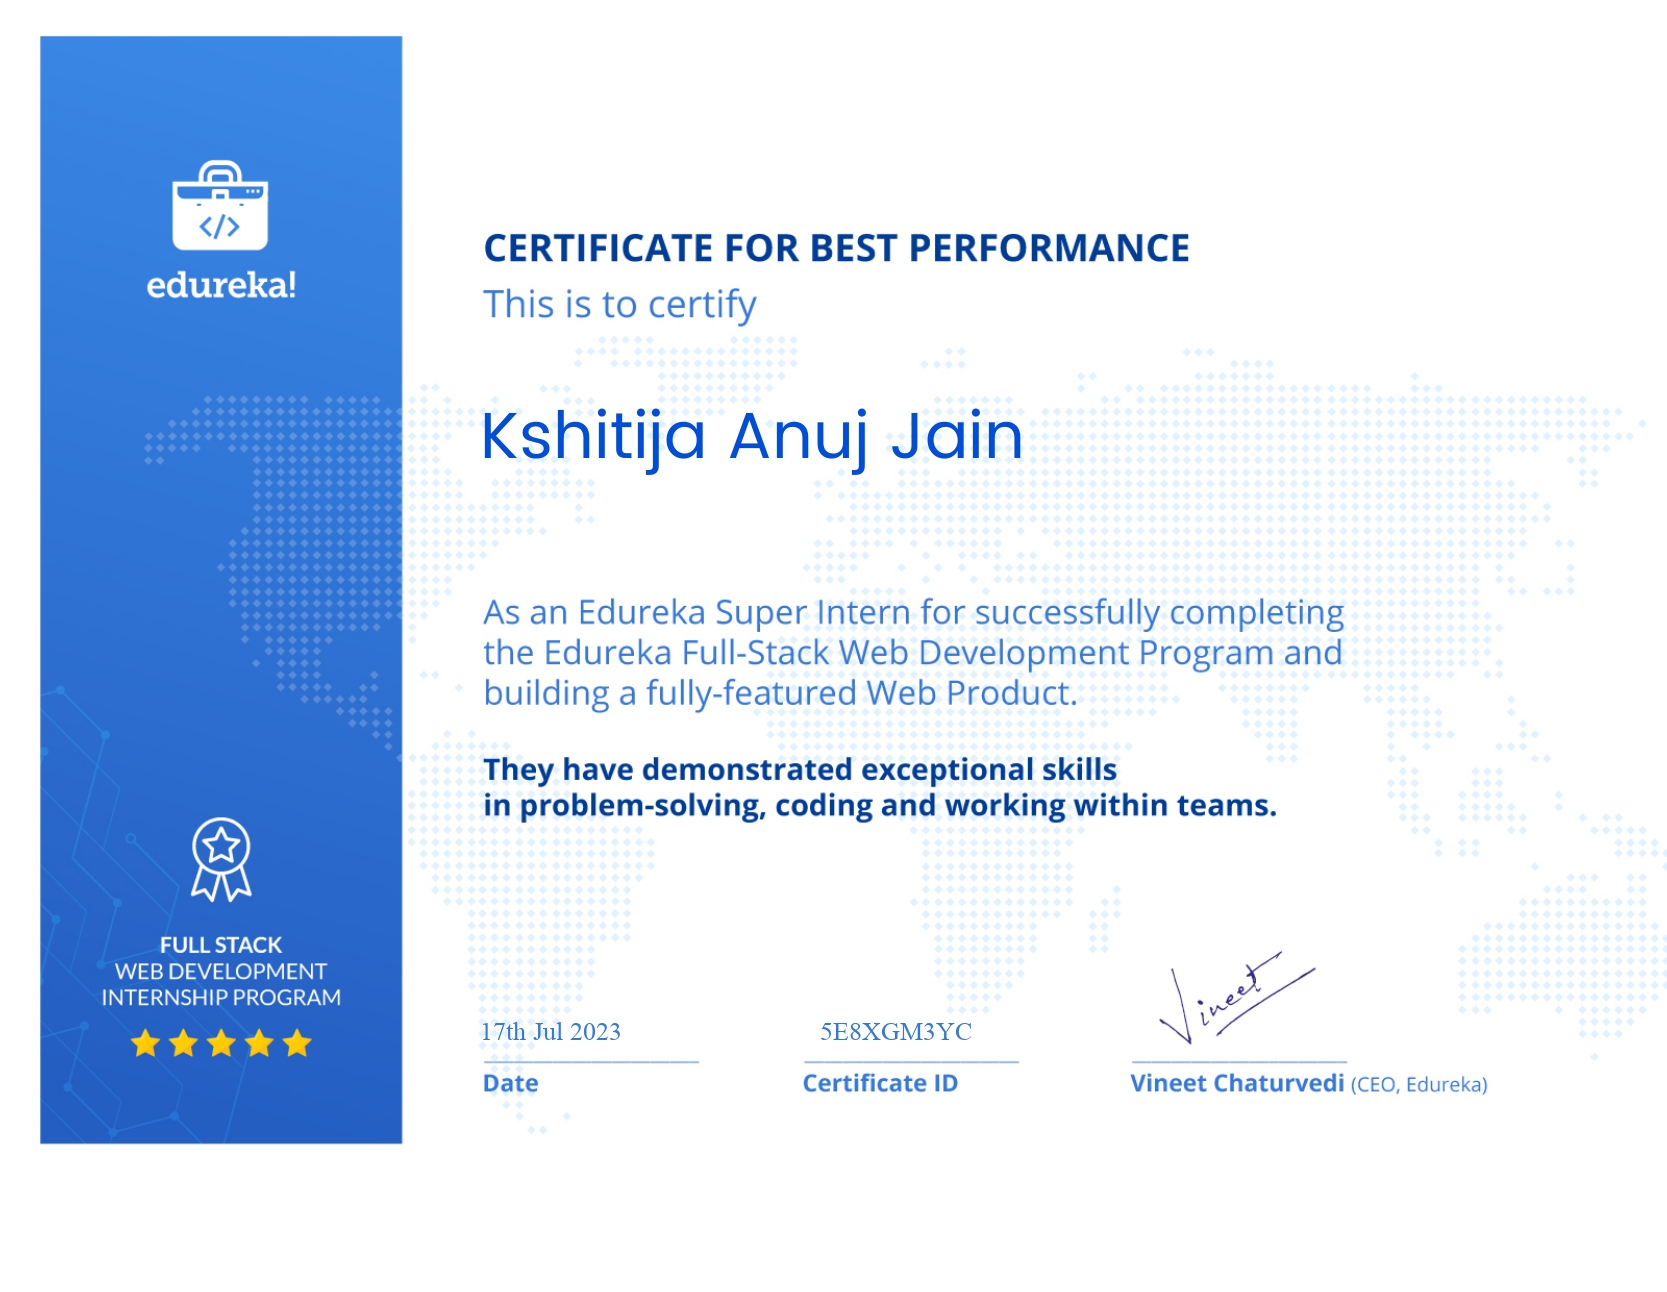 edureka!
CERTIFICATE FOR BEST PERFORMANCE
This is to certify
Kshitija Anuj Jain
As an Edureka Super Intern for successfully completing
the Edureka Full-Stack Web Development Program and
building a fully-featured Web Product.
They have demonstrated exceptional skills
in problem-solving, coding and working within teams.
FULL STACK
WEB DEVELOPMENT
INTERNSHIP PROGRAM
17th Jul 2023
Date
5E8XGM3YC
Certificate ID
Vineet
Vineet Chaturvedi (CEO, Edureka)